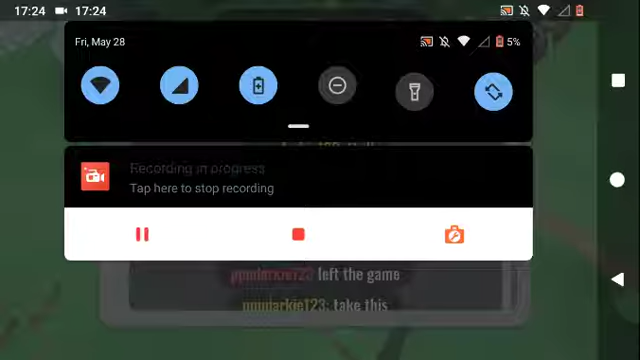 17:24 17:24
Fri, May 28
5%
Recording in progress
Tap here to stop recording
left the game
: take this